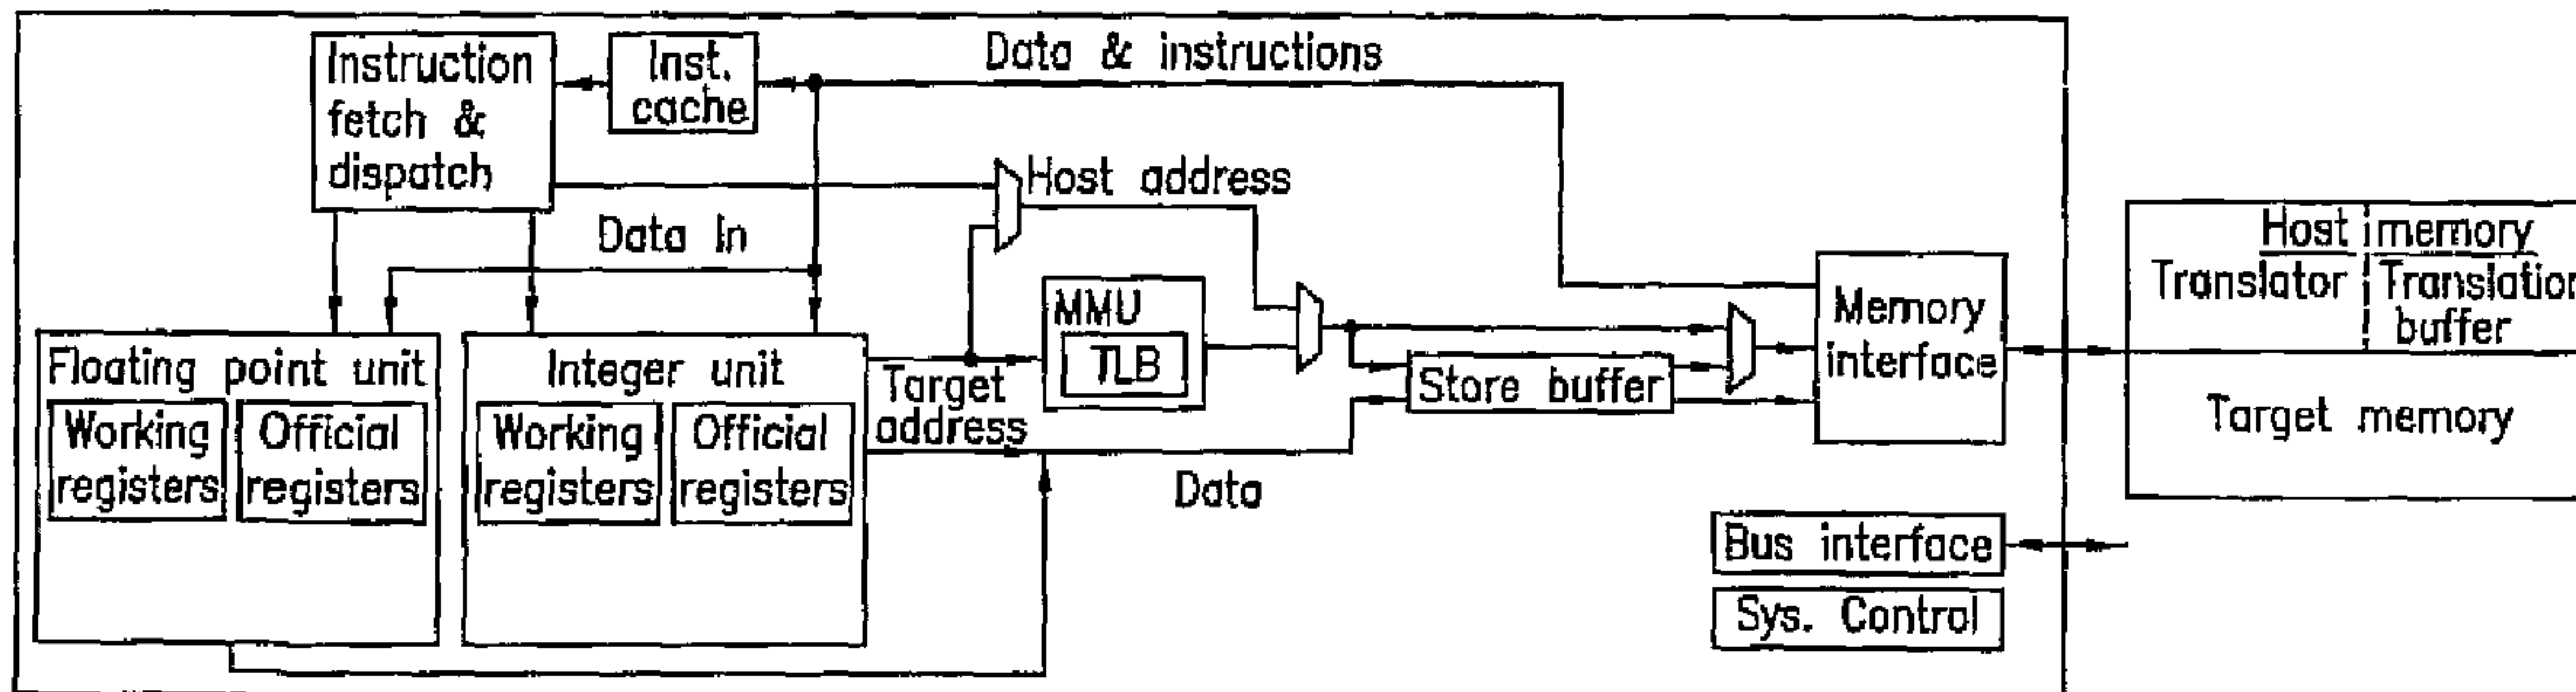 Instruction
fetch &
dispatch
Inst.
cache
Data & instructions
Host address
Data In
Floating point unit
Working
registers
Official
registers
Integer unit
Working
registers
Official
registers
Target
address
MMU
TLB
Data
Store buffer
Memory
interface
Bus interface
Sys. Control
Host memory
Translator
Translation
buffer
Target memory